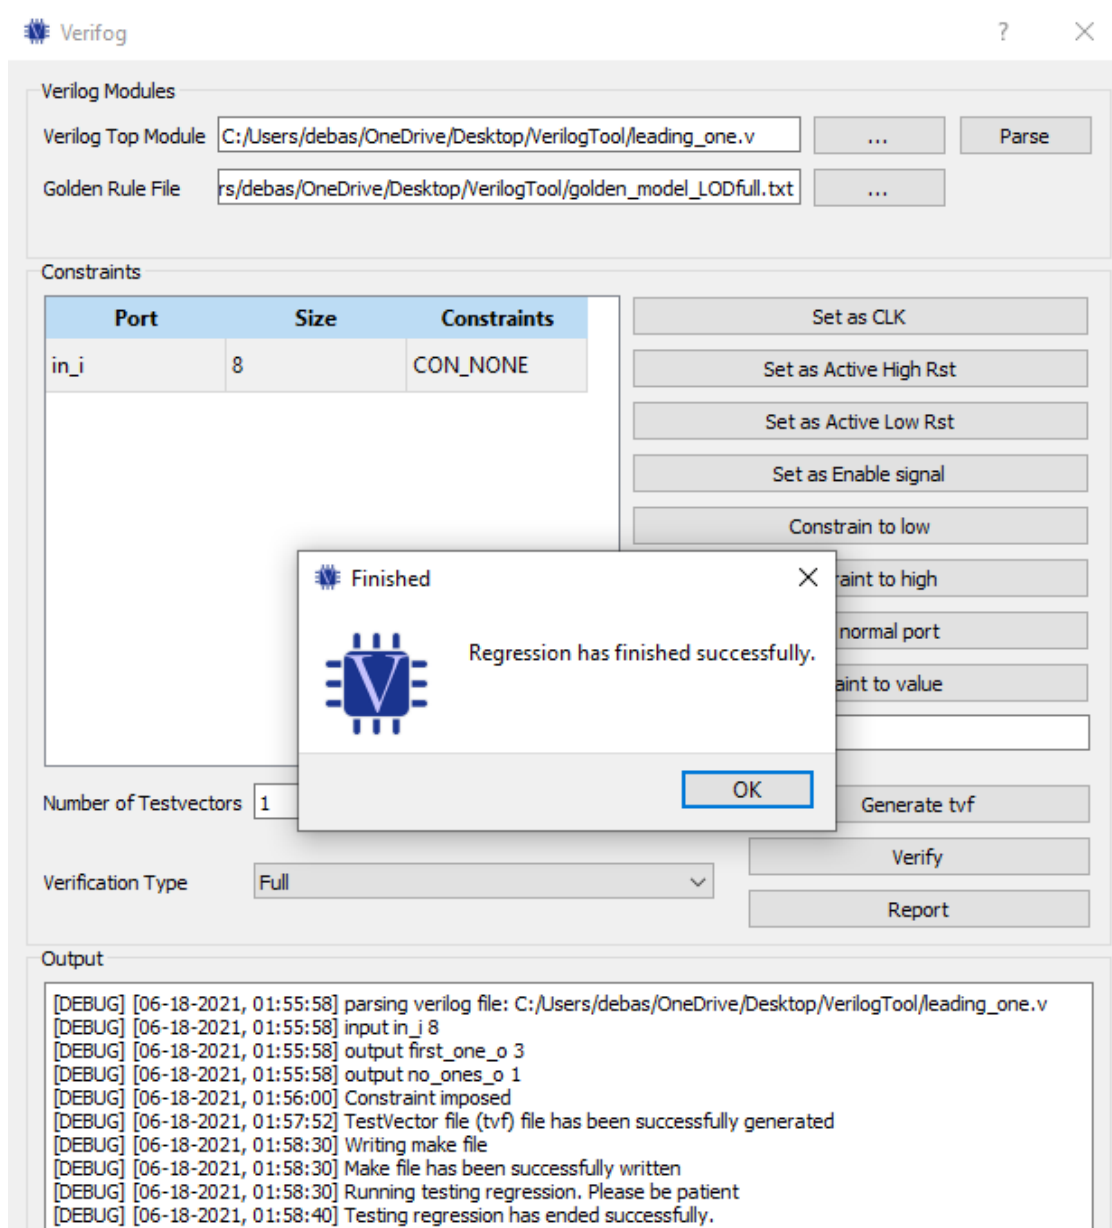 Verifog
?
Verilog Modules
Verilog Top Module C:/Users/debas/OneDrive/Desktop/VerilogTool/leading_one.v ... Parse
Golden Rule File rs/debas/OneDrive/Desktop/VerilogTool/golden_model_LODfull.txt ...
Constraints
Port Size Constraints
in_i 8 CON_NONE
Set as CLK
Set as Active High Rst
Set as Active Low Rst
Set as Enable signal
Constrain to low
raint to high
normal port
aint to value
Finished
V
Regression has finished successfully.
OK
Number of Testvectors 1
Generate tvf
Verify
Verification Type Full
Report
Output
[DEBUG] [06-18-2021, 01:55:58] parsing verilog file: C:/Users/debas/OneDrive/Desktop/VerilogTool/leading_one.v
[DEBUG] [06-18-2021, 01:55:58] input in_i 8
[DEBUG] [06-18-2021, 01:55:58] output first_one_o 3
[DEBUG] [06-18-2021, 01:55:58] output no_ones_o 1
[DEBUG] [06-18-2021, 01:56:00] Constraint imposed
[DEBUG] [06-18-2021, 01:57:52] TestVector file (tvf) file has been successfully generated
[DEBUG] [06-18-2021, 01:58:30] Writing make file
[DEBUG] [06-18-2021, 01:58:30] Make file has been successfully written
[DEBUG] [06-18-2021, 01:58:30] Running testing regression. Please be patient
[DEBUG] [06-18-2021, 01:58:40] Testing regression has ended successfully.